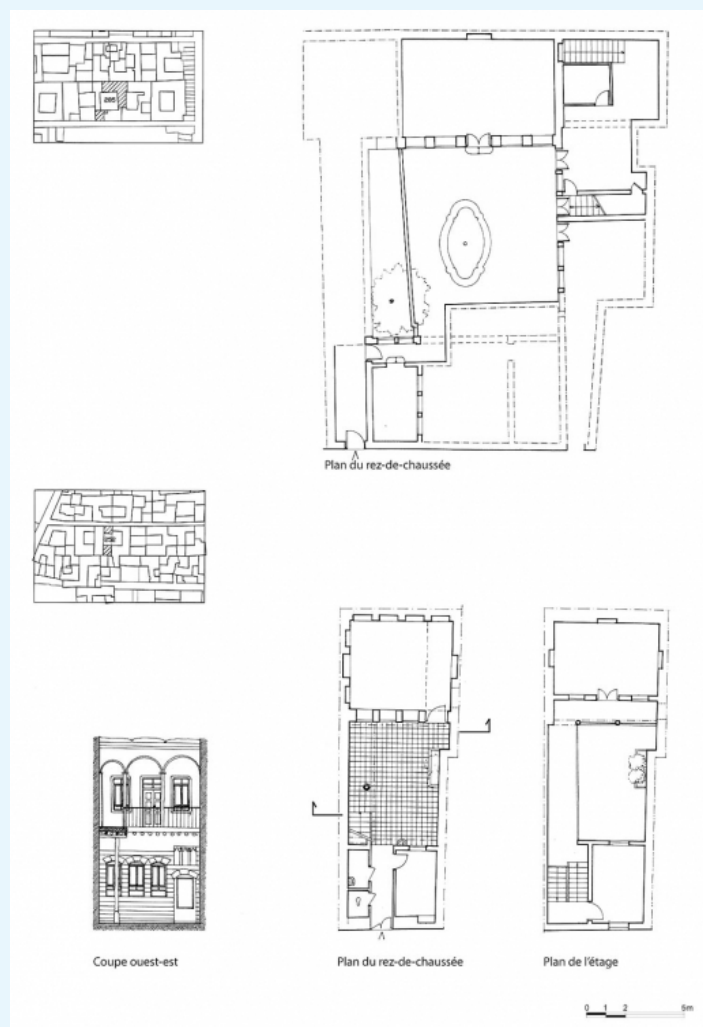 285
Plan du rez-de-chaussée
Coupe ouest-est
Plan du rez-de-chaussée
Plan de l'étage
0 1 2 5m